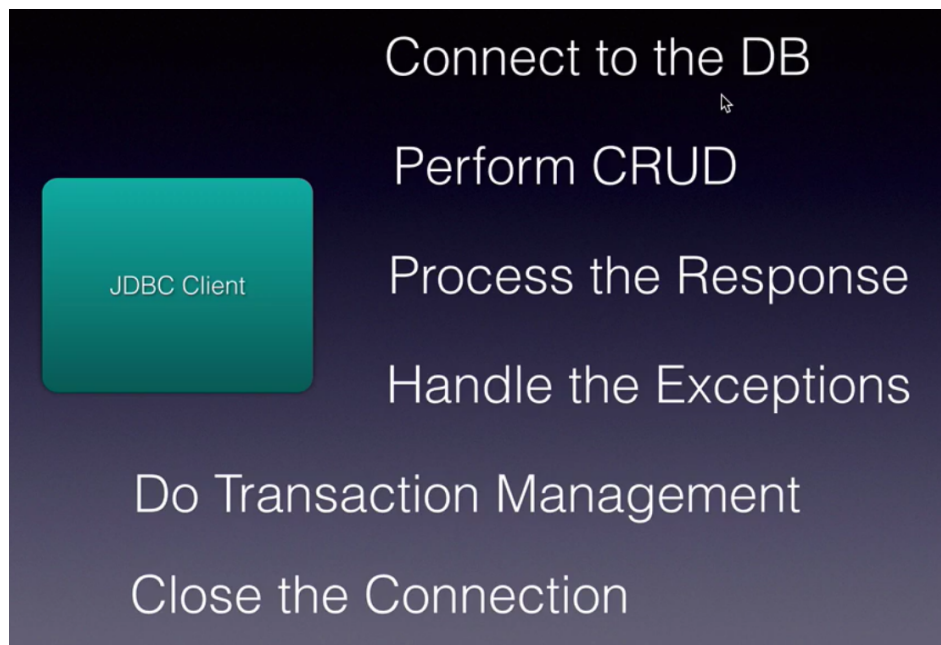 Connect to the DB
Perform CRUD
JDBC Client
Process the Response
Handle the Exceptions
Do Transaction Management
Close the Connection